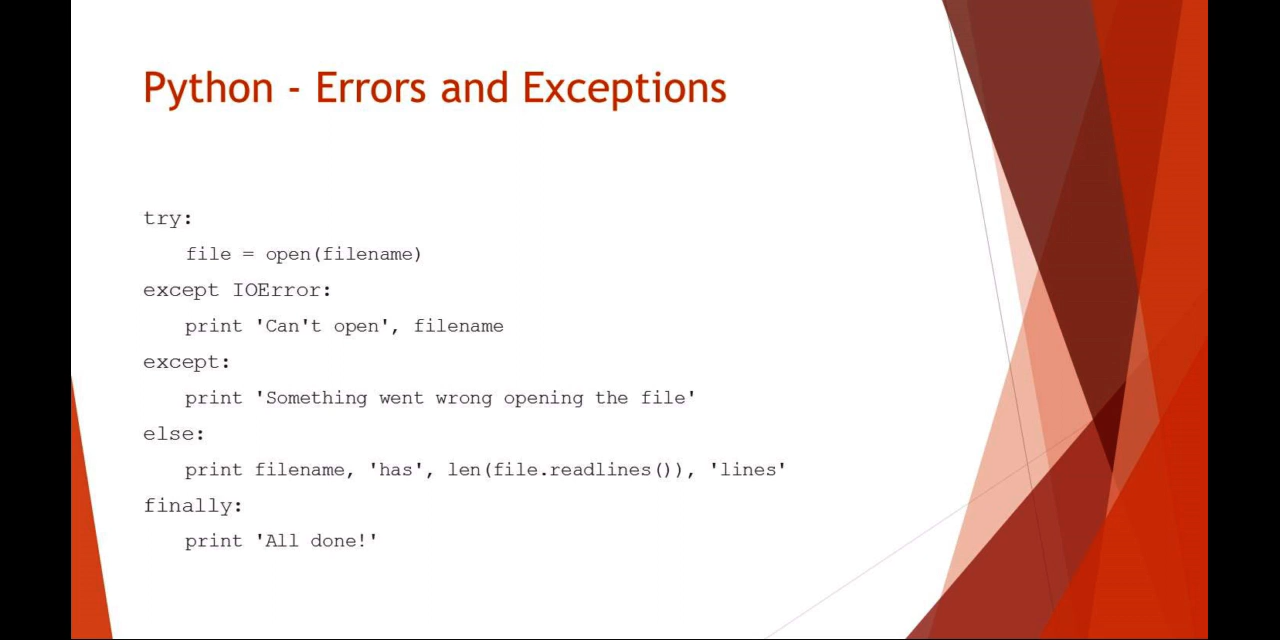 Python - Errors and Exceptions
try:
file = open(filename)
except IOError:
print 'Can't open', filename
except:
print 'Something went wrong opening the file'
else:
print filename, 'has', len(file.readlines()), 'lines'
finally:
print 'All done!'